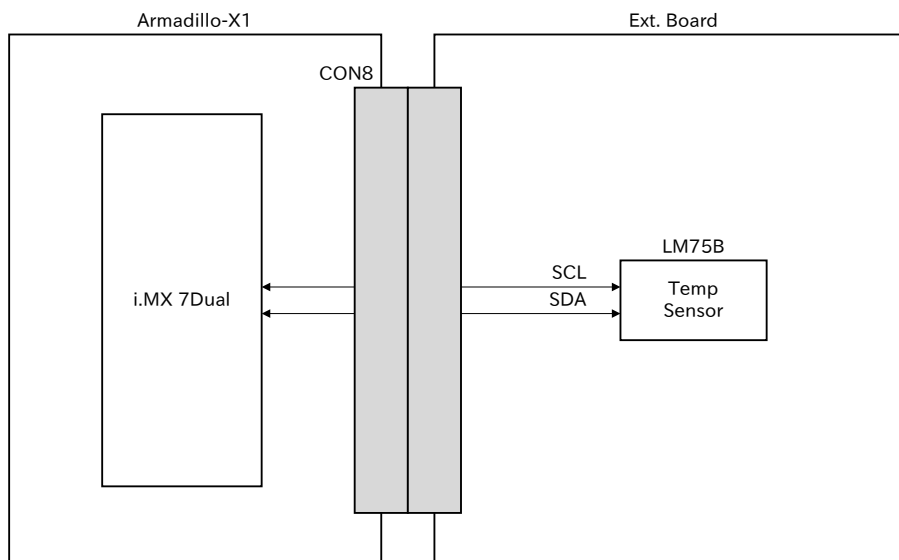 Armadillo-X1
Ext. Board
CON8
LM75B
SCL
SDA
i.MX 7Dual
Temp
Sensor